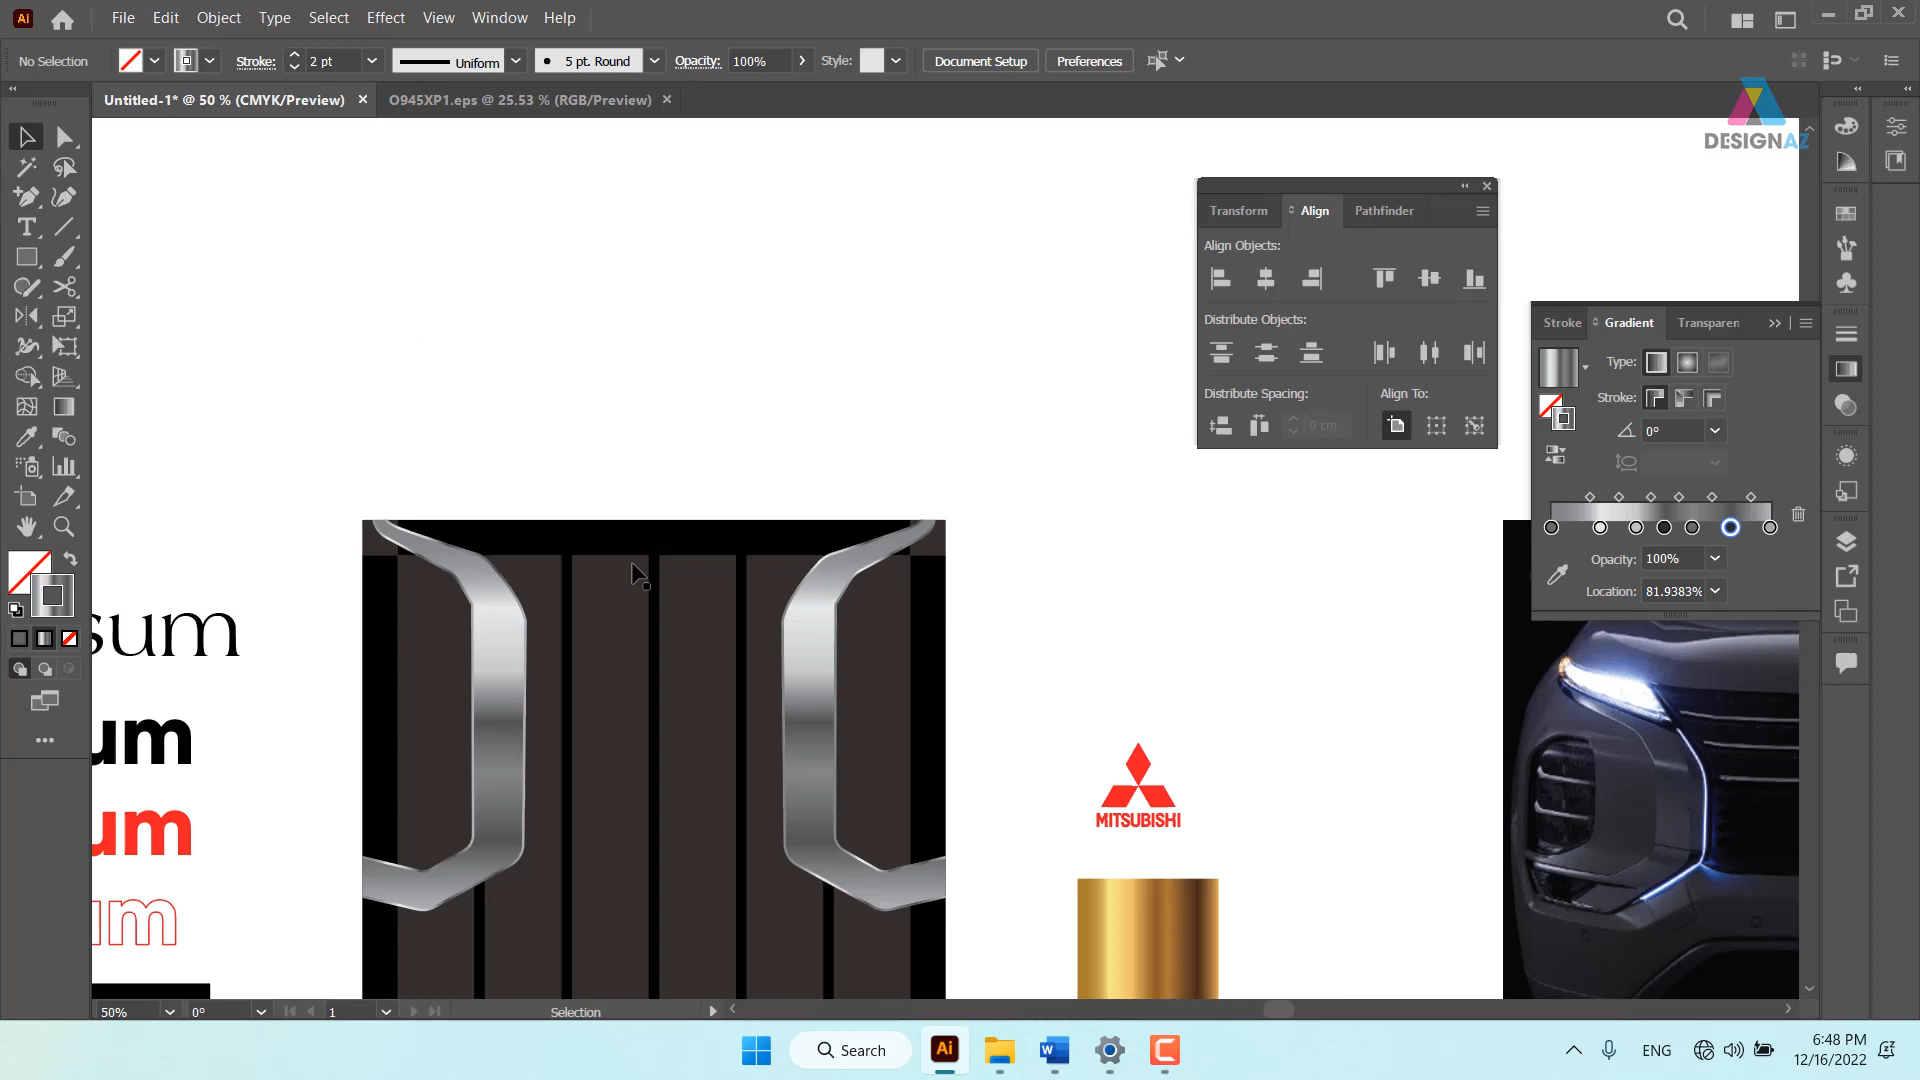 Ai File Edit Object Type Select Effect View Window Help
No Selection Stroke: 2 pt Uniform 5 pt. Round Opacity: 100% Style: Document Setup Preferences
Untitled-1* @ 50 % (CMYK/Preview) × O945XP1.eps @ 25.53 % (RGB/Preview) ×
DESIGNAZ
Transform Align Pathfinder
Align Objects:
Distribute Objects:
Distribute Spacing: Align To:
0 cm
Stroke Gradient Transparen
Type:
Stroke:
0°
Opacity: 100%
Location: 81.9383%
sum
um
um
um
MITSUBISHI
50% 0° 1 Selection
Search Ai W C ENG 6:48 PM
12/16/2022